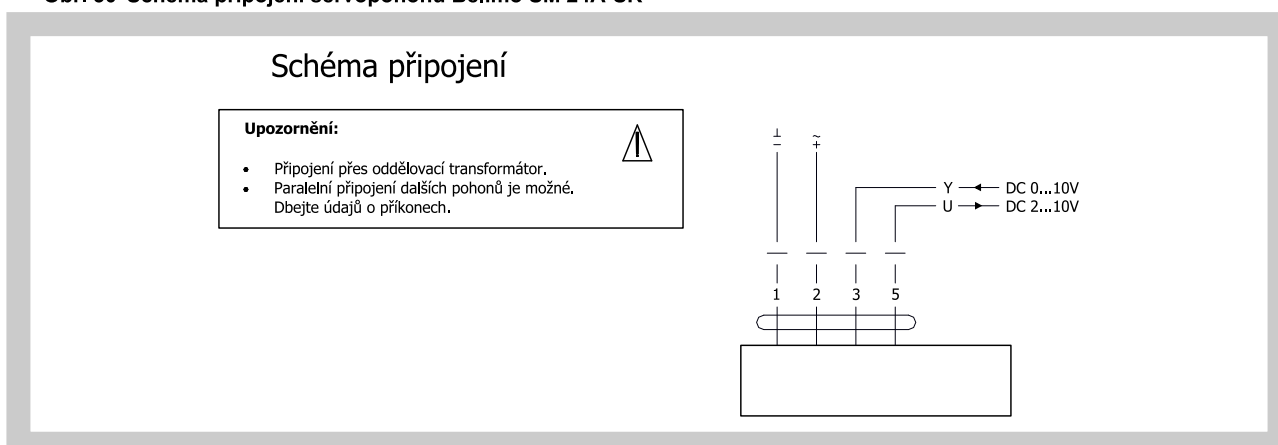 Schéma připojení
Upozornění:
• Připojení přes oddělovací transformátor.
• Paralelní připojení dalších pohonů je možné.
Dbejte údajů o příkonech.
⊥ ~
− +
Y DC 0...10V
U DC 2...10V
1 2 3 5